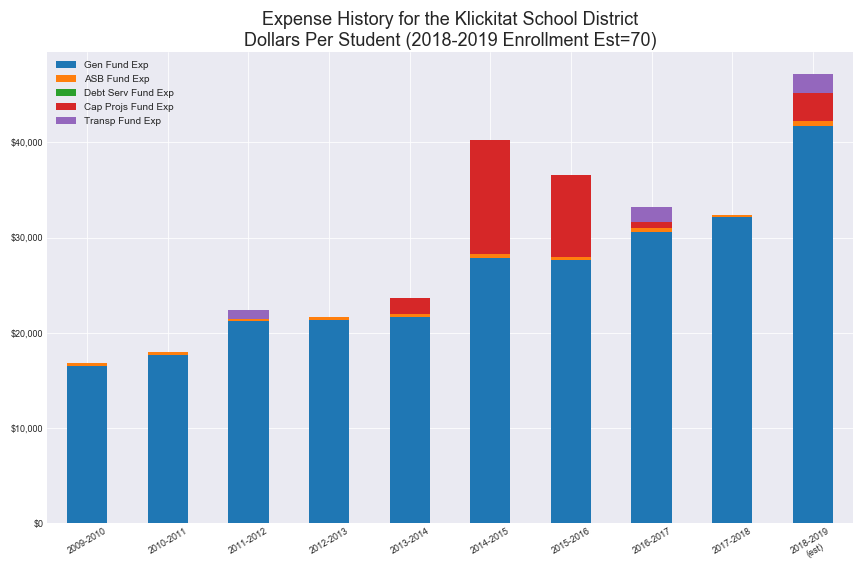 Expense History for the Klickitat School District
Dollars Per Student (2018-2019 Enrollment Est=70)
Gen Fund Exp
ASB Fund Exp
Debt Serv Fund Exp
Cap Projs Fund Exp
Transp Fund Exp
$40,000
$30,000
$20,000
$10,000
$0
2009-2010
2010-2011
2011-2012
2012-2013
2013-2014
2014-2015
2015-2016
2016-2017
2017-2018
2018-2019
(est)